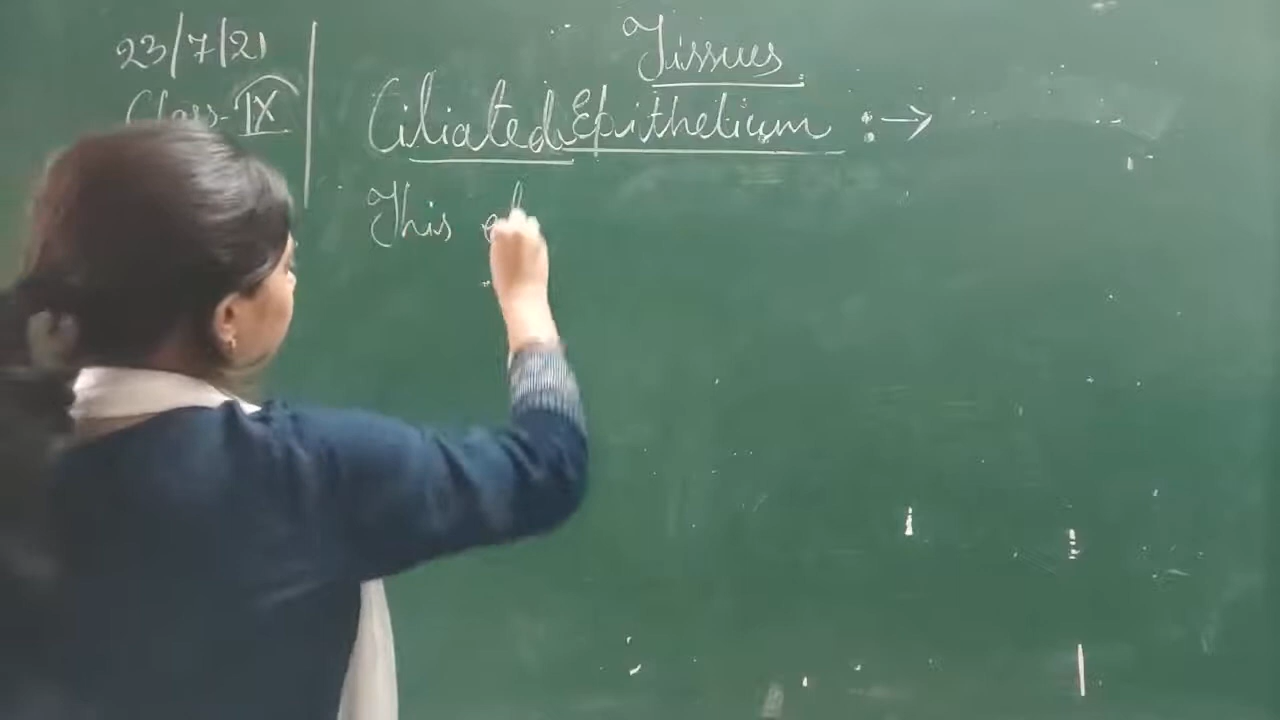 23/7/21
Class-IX
Tissues
Ciliated Epithelium :→
This